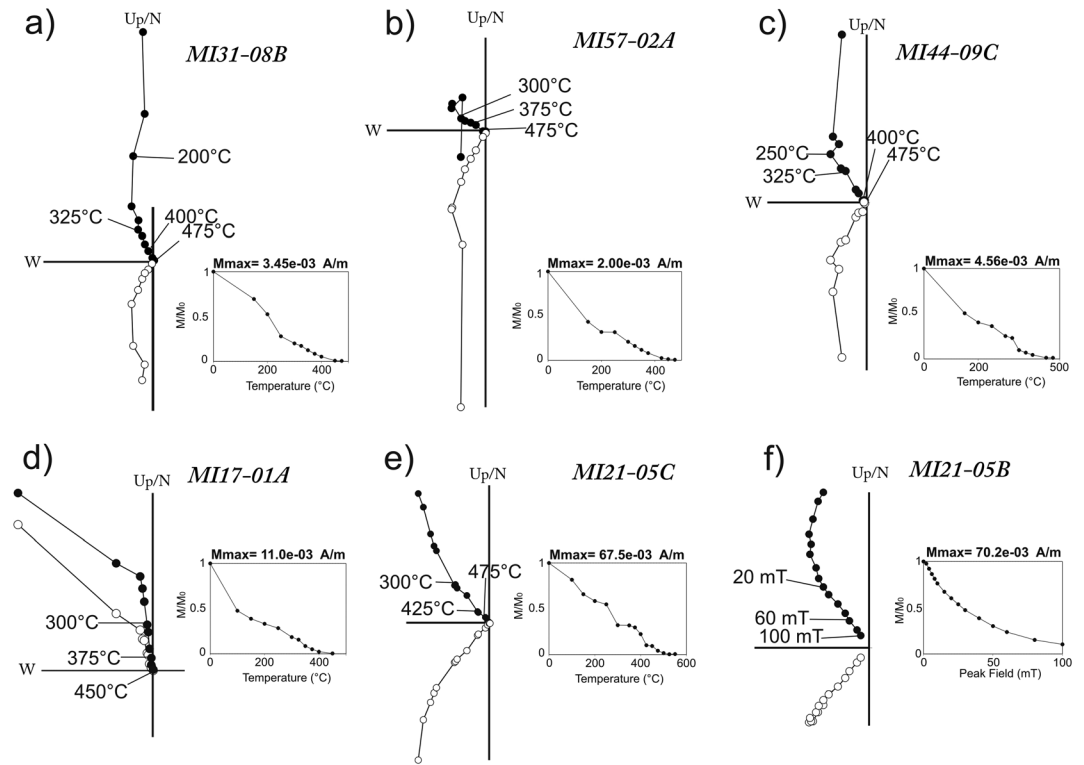 a)
Up/N
MI31-08B
200°C
325°C
400°C
475°C
W
Mmax= 3.45e-03 A/m
M/M₀
1
0.5
0
0 200 400
Temperature (°C)
b)
Up/N
MI57-02A
300°C
375°C
475°C
W
Mmax= 2.00e-03 A/m
M/M₀
1
0.5
0
0 200 400
Temperature (°C)
c)
Up/N
MI44-09C
400°C
250°C
475°C
325°C
W
Mmax= 4.56e-03 A/m
M/M₀
1
0.5
0
0 200 500
Temperature (°C)
d)
Up/N
MI17-01A
300°C
375°C
W
450°C
Mmax= 11.0e-03 A/m
M/M₀
1
0.5
0
0 200 400
Temperature (°C)
e)
Up/N
MI21-05C
475°C
300°C
425°C
Mmax= 67.5e-03 A/m
M/M₀
1
0.5
0
0 200 400 600
Temperature (°C)
f)
Up/N
MI21-05B
20 mT
60 mT
100 mT
Mmax= 70.2e-03 A/m
M/M₀
1
0.5
0
0 50 100
Peak Field (mT)